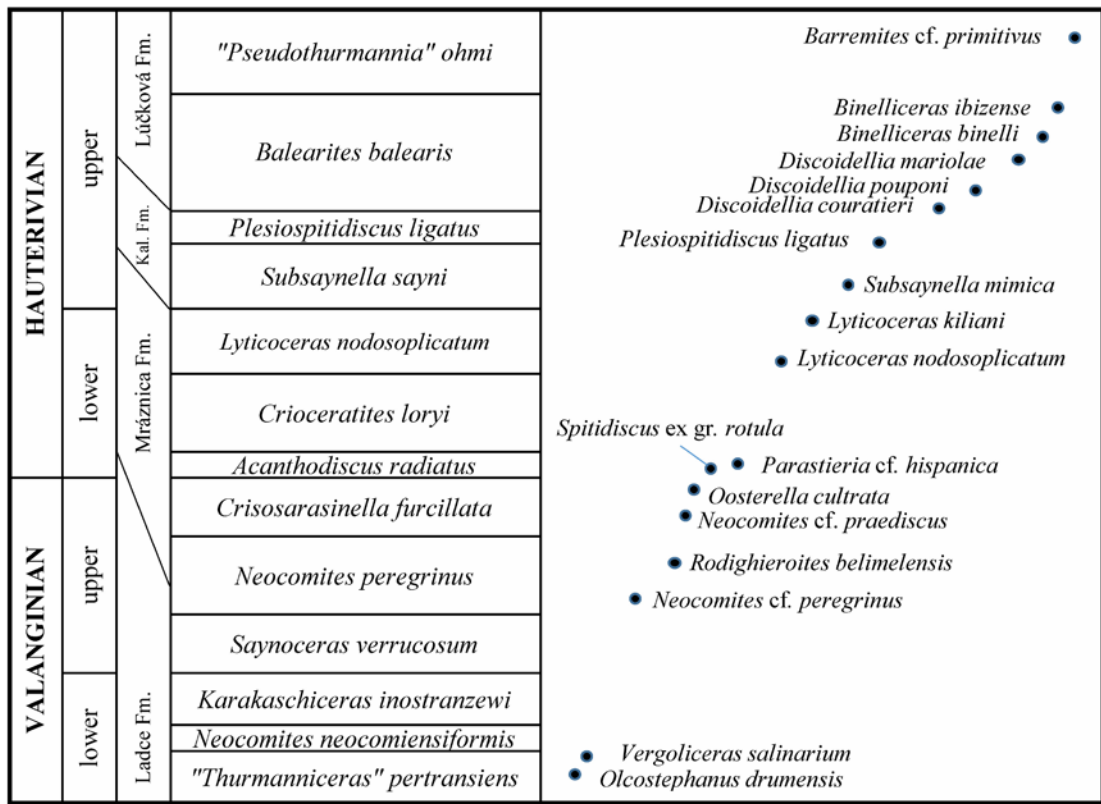 HAUTERIVIAN
VALANGINIAN
upper
lower
upper
lower
Lúčková Fm.
Kal. Fm.
Mráznica Fm.
Ladce Fm.
"Pseudothurmannia" ohmi
Balearites balearis
Plesiospitidiscus ligatus
Subsaynella sayni
Lyticoceras nodosoplicatum
Crioceratites loryi
Acanthodiscus radiatus
Crisosarasinella furcillata
Neocomites peregrinus
Saynoceras verrucosum
Karakaschiceras inostranzewi
Neocomites neocomiensiformis
"Thurmanniceras" pertransiens
Barremites cf. primitivus
Binelliceras ibizense
Binelliceras binelli
Discoidellia mariolae
Discoidellia pouponi
Discoidellia couratieri
Plesiospitidiscus ligatus
Subsaynella mimica
Lyticoceras kiliani
Lyticoceras nodosoplicatum
Spitidiscus ex gr. rotula
Parastieria cf. hispanica
Oosterella cultrata
Neocomites cf. praediscus
Rodighieroites belimelensis
Neocomites cf. peregrinus
Vergoliceras salinarium
Olcostephanus drumensis